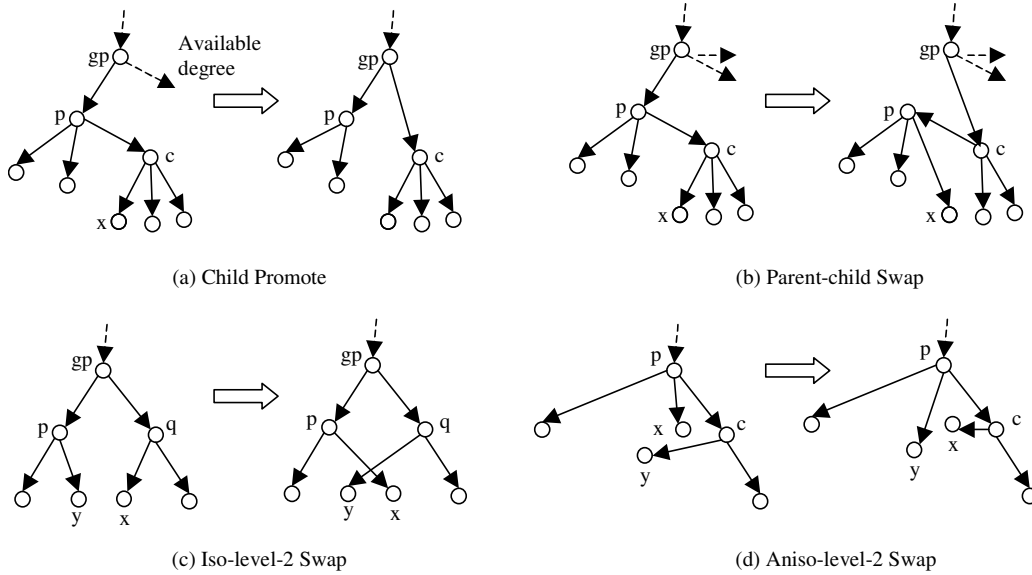 gp
Available
degree
p
c
x
gp
p
c
(a) Child Promote
gp
p
c
x
gp
p
c
x
(b) Parent-child Swap
gp
p
q
y
x
gp
p
q
y
x
(c) Iso-level-2 Swap
p
x
c
y
p
x
c
y
(d) Aniso-level-2 Swap